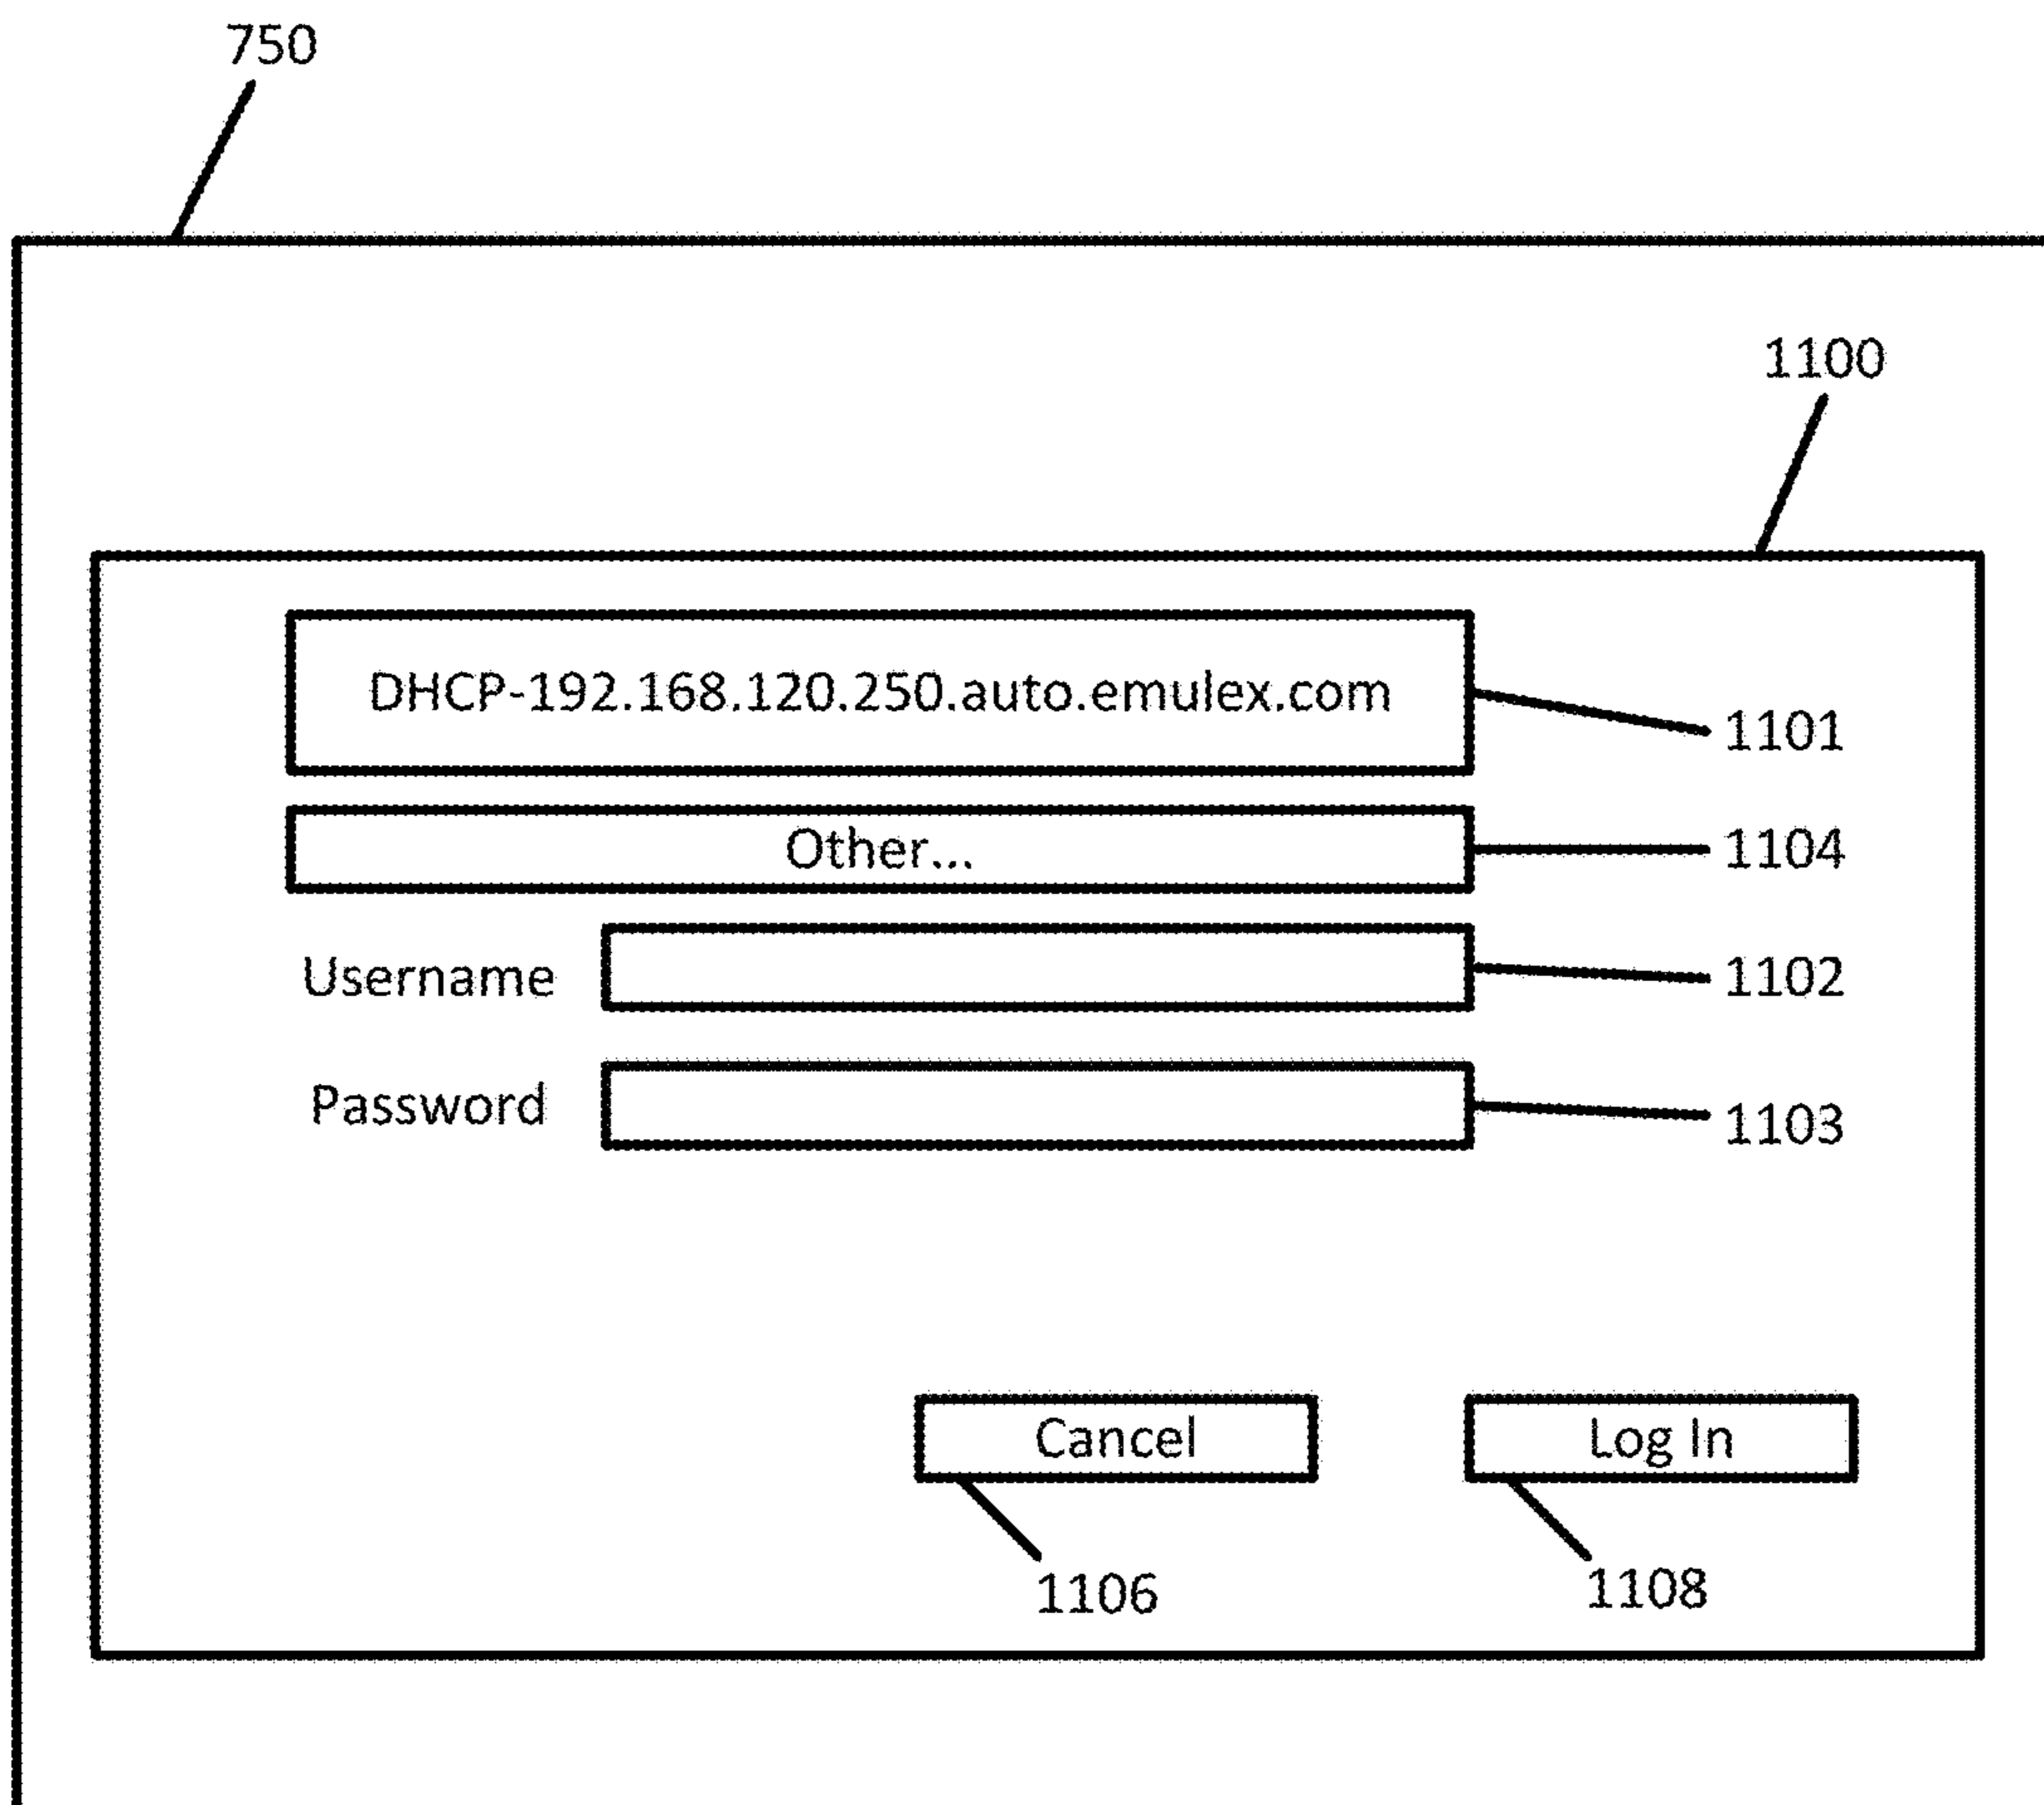 750
1100
DHCP-192.168.120.250.auto.emulex.com
1101
Other...
1104
Username
1102
Password
1103
Cancel
Log In
1106
1108